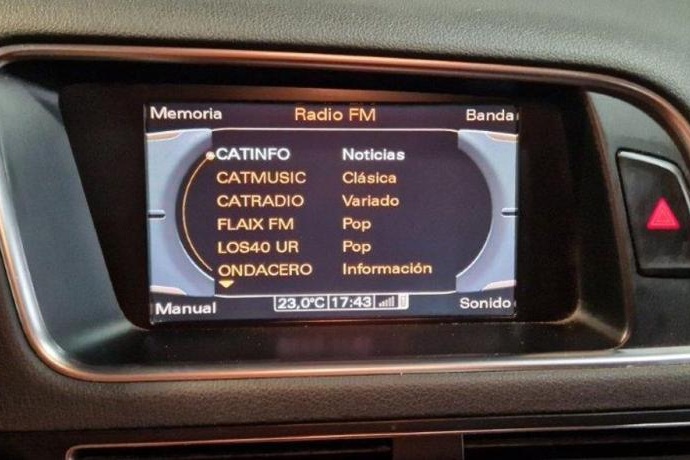 Memoria Radio FM Banda
CATINFO Noticias
CATMUSIC Clásica
CATRADIO Variado
FLAIX FM Pop
LOS40 UR Pop
ONDACERO Información
Manual 23,0°C 17:43 Sonido